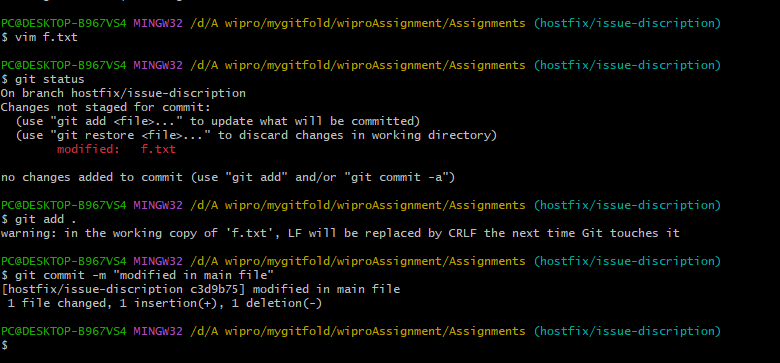 PC@DESKTOP-B967VS4 MINGW32 /d/A wipro/mygitfold/wiproAssignment/Assignments (hostfix/issue-discription)
$ vim f.txt
PC@DESKTOP-B967VS4 MINGW32 /d/A wipro/mygitfold/wiproAssignment/Assignments (hostfix/issue-discription)
$ git status
On branch hostfix/issue-discription
Changes not staged for commit:
  (use "git add <file>..." to update what will be committed)
  (use "git restore <file>..." to discard changes in working directory)
        modified:   f.txt
no changes added to commit (use "git add" and/or "git commit -a")
PC@DESKTOP-B967VS4 MINGW32 /d/A wipro/mygitfold/wiproAssignment/Assignments (hostfix/issue-discription)
$ git add .
warning: in the working copy of 'f.txt', LF will be replaced by CRLF the next time Git touches it
PC@DESKTOP-B967VS4 MINGW32 /d/A wipro/mygitfold/wiproAssignment/Assignments (hostfix/issue-discription)
$ git commit -m "modified in main file"
[hostfix/issue-discription c3d9b75] modified in main file
 1 file changed, 1 insertion(+), 1 deletion(-)
PC@DESKTOP-B967VS4 MINGW32 /d/A wipro/mygitfold/wiproAssignment/Assignments (hostfix/issue-discription)
$